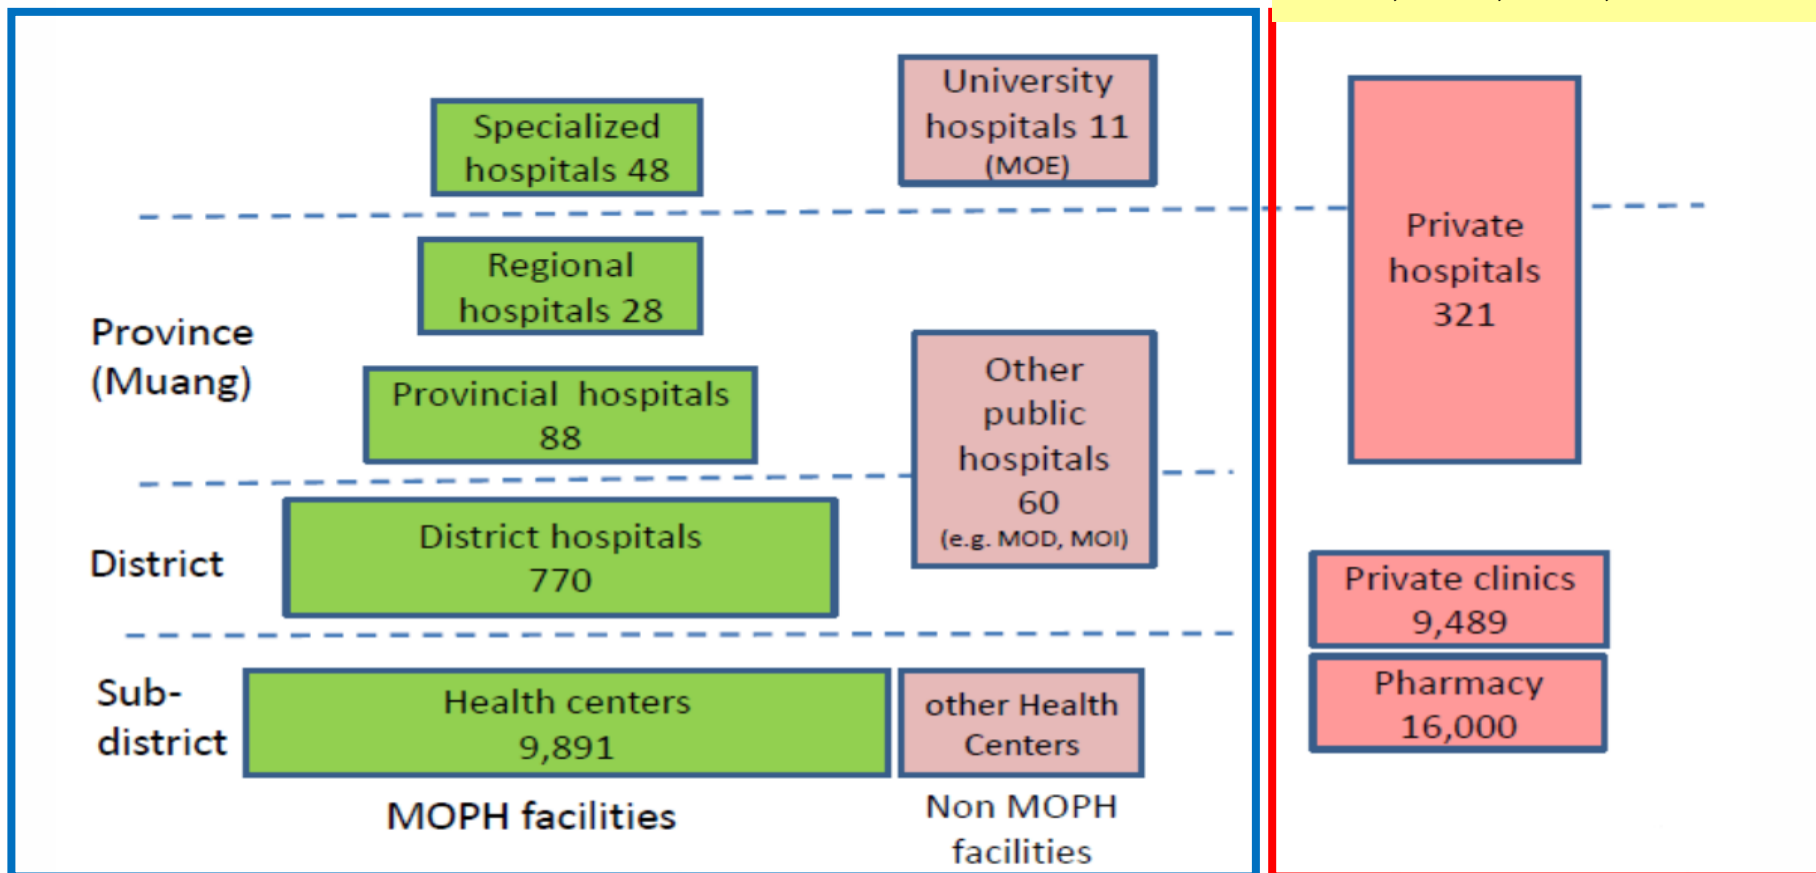 Specialized
hospitals 48
University
hospitals 11
(MOE)
Province
(Muang)
Regional
hospitals 28
Provincial hospitals
88
Other
public
hospitals
60
(e.g. MOD, MOI)
Private
hospitals
321
District
District hospitals
770
Private clinics
9,489
Pharmacy
16,000
Sub-
district
Health centers
9,891
other Health
Centers
MOPH facilities
Non MOPH
facilities